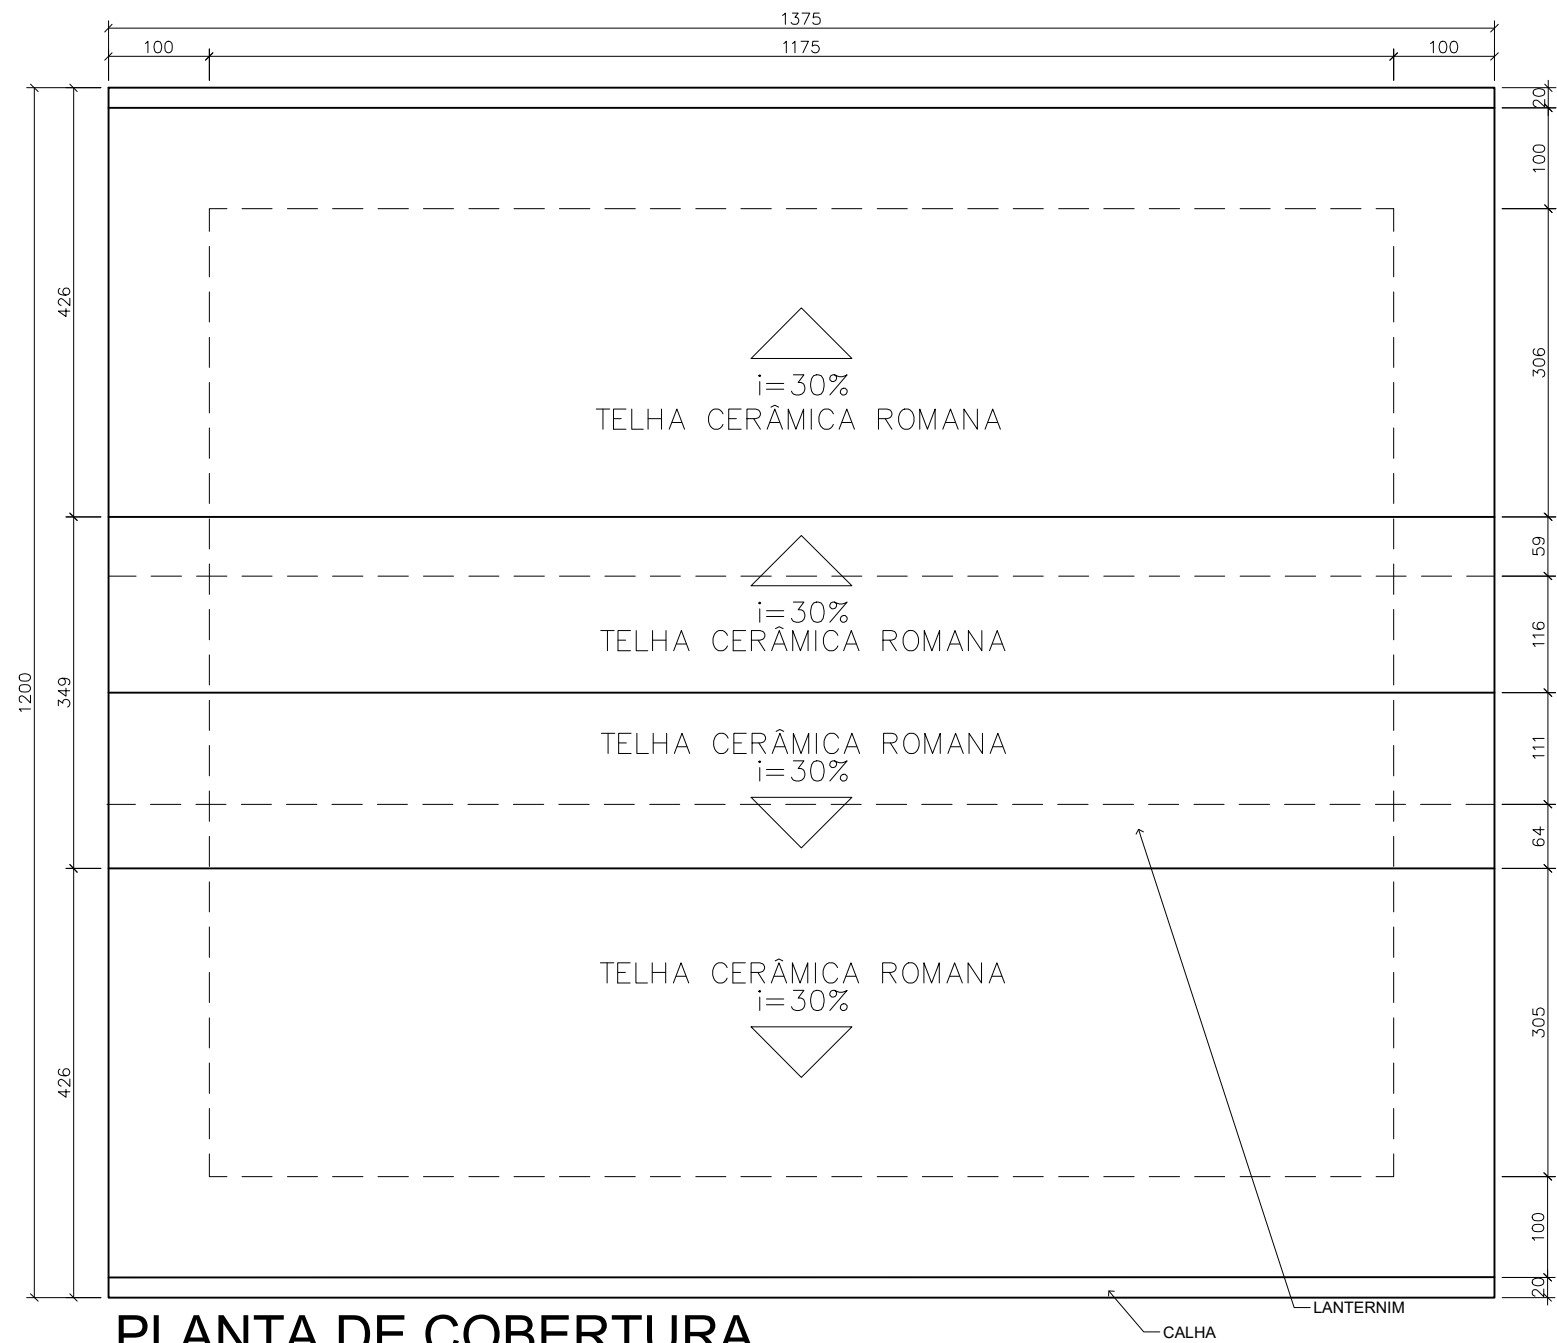 1375
100
1175
100
20
100
426
306
i=30%
TELHA CERÂMICA ROMANA
59
i=30%
TELHA CERÂMICA ROMANA
116
1200
349
TELHA CERÂMICA ROMANA
i=30%
111
64
TELHA CERÂMICA ROMANA
i=30%
305
426
100
20
LANTERNIM
CALHA
PLANTA DE COBERTURA